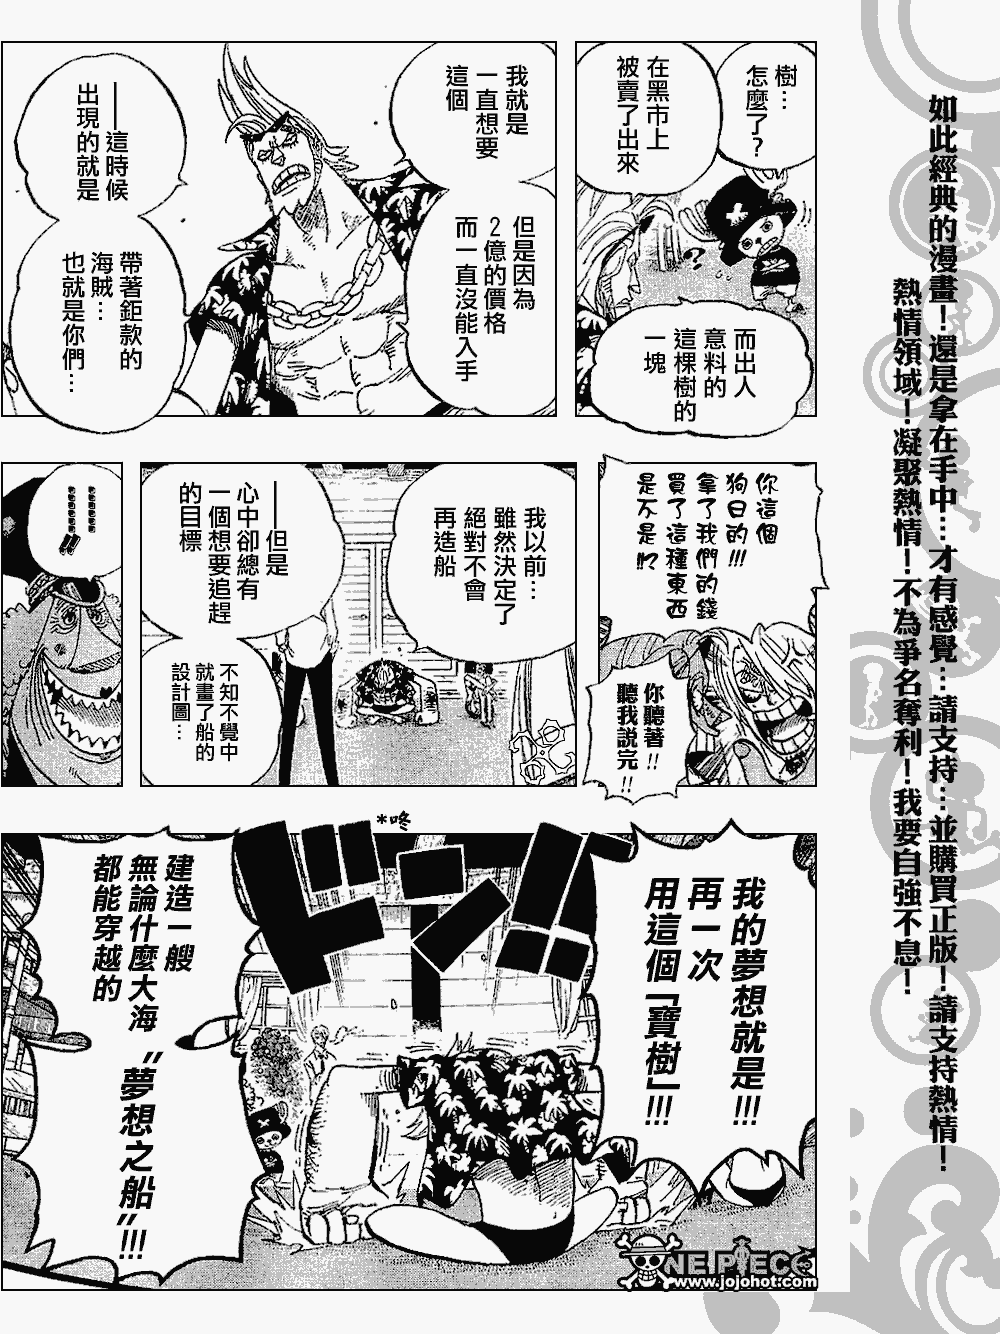 樹…
怎麼了?
在黑市上
被賣了出來
而出人
意料的
這棵樹的
一塊
我就是
一直想要
這個
但是因為
2億的價格
而一直沒能入手
——這時候
出現的就是
帶著鉅款的
海賊…
也就是你們…
你這個
狗日的!!!
拿了我們的錢
買了這種東西
是不是!?
你聽著!!
聽我說完!!
我以前…
雖然決定了
絕對不會
再造船
——但是
心中卻總有
一個想要追趕
的目標
不知不覺中
就畫了船的
設計圖…
*咚
ドン
我的夢想就是!!!
再一次
用這個「寶樹」!!!
建造一艘
無論什麼大海
都能穿越的
"夢想之船"!!!
ONE PIECE
www.jojohot.com
如此經典的漫畫!還是拿在手中…才有感覺…請支持…並購買正版!請支持熱情!
熱情領域!凝聚熱情!不為爭名奪利!我要自強不息!